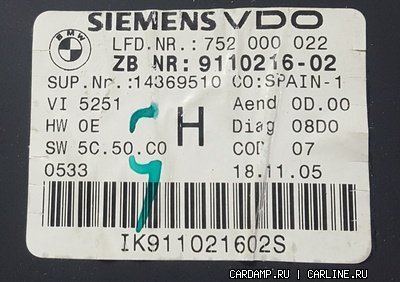 BMW
SIEMENS VDO
LFD.NR.: 752 000 022
ZB NR: 9110216-02
SUP.Nr.:14369510 CO:SPAIN-1
VI 5251 Aend 0D.00
HW 0E H Diag 08D0
SW 5C.50.C0 COD 07
0533 18.11.05
IK911021602S
CARDAMP.RU | CARLINE.RU